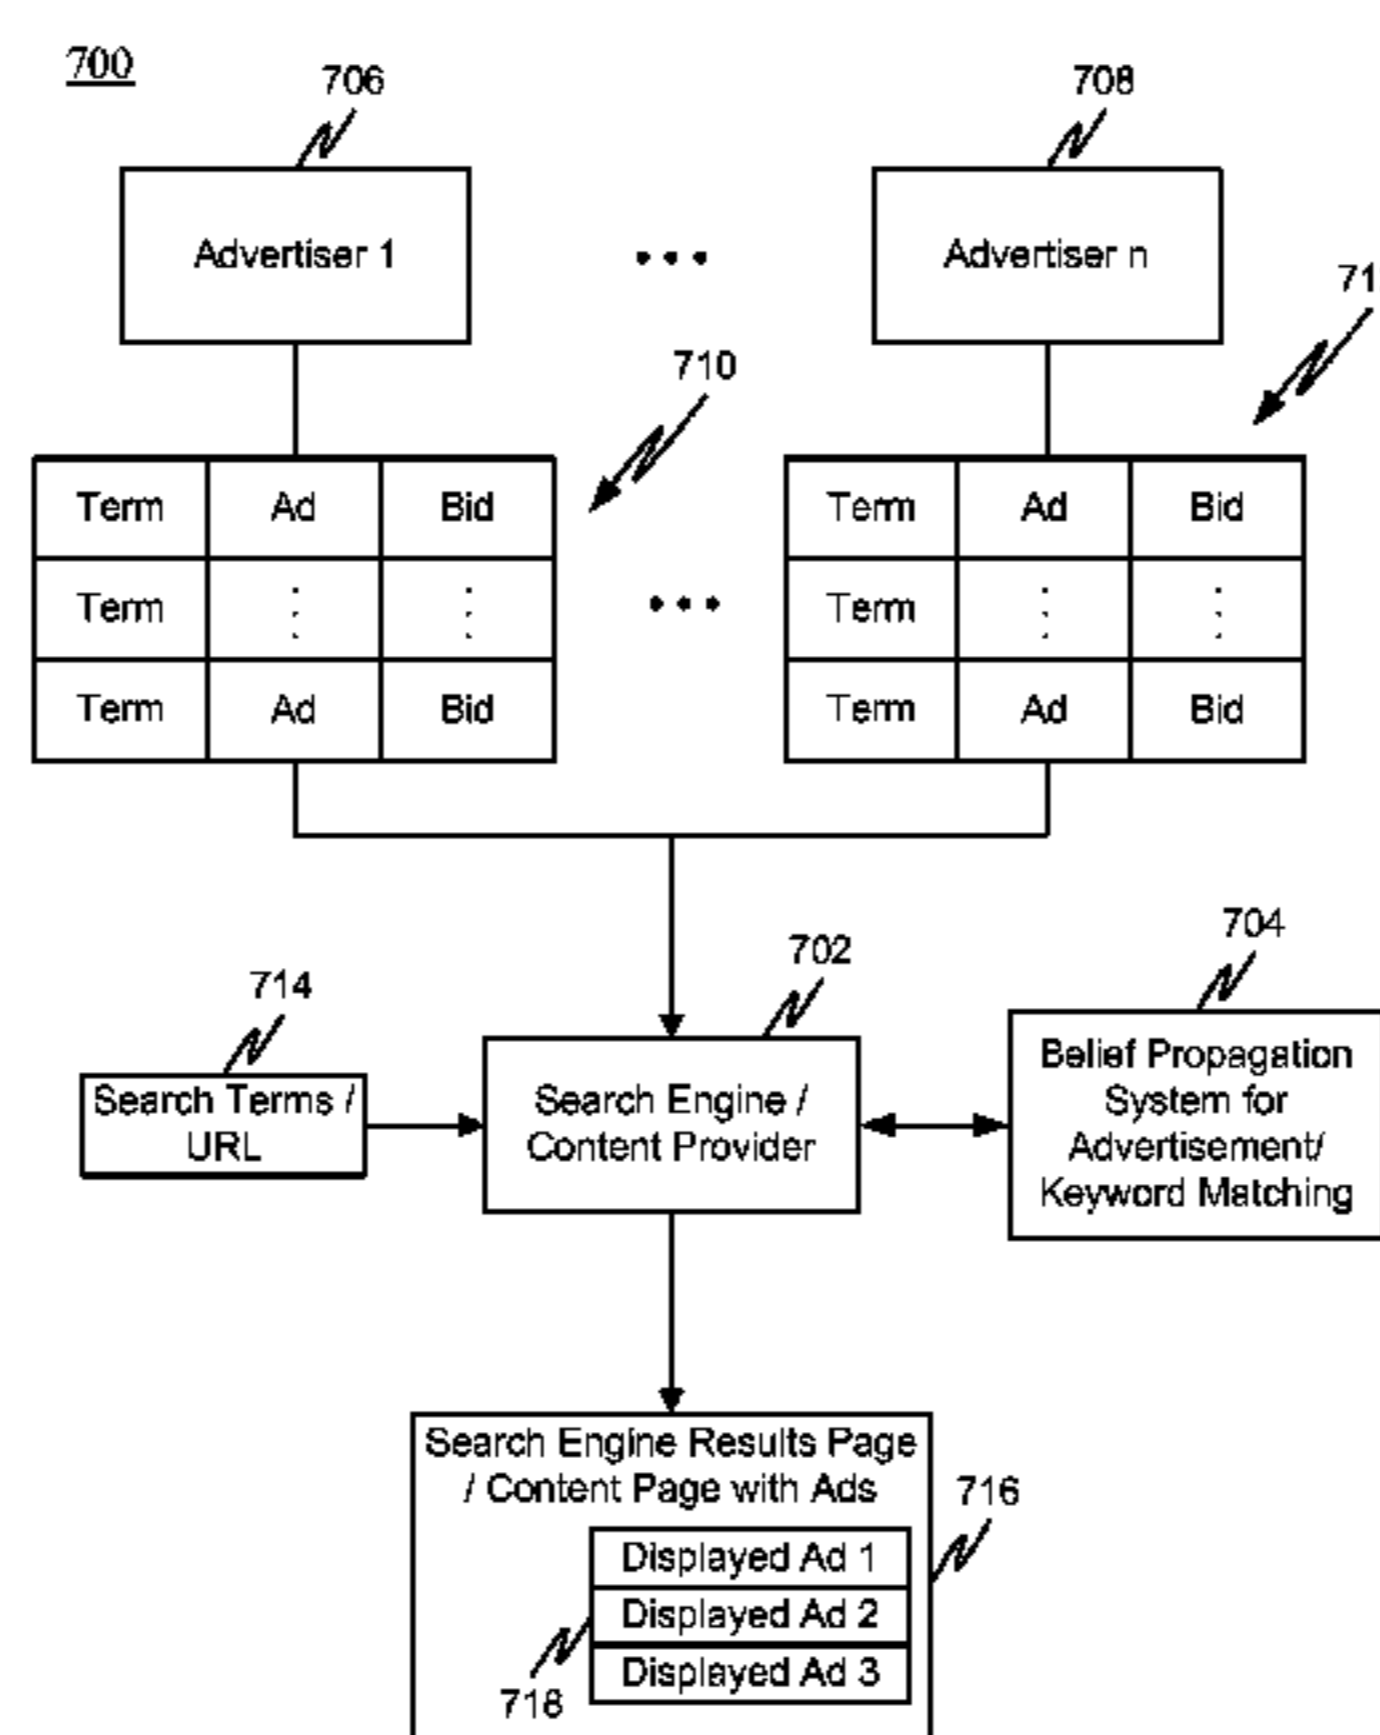 700
706
708
Advertiser 1
Advertiser n
71
710
Term Ad Bid
Term
Term Ad Bid
Term Ad Bid
Term
Term Ad Bid
702
704
714
Search Terms /
URL
Search Engine /
Content Provider
Belief Propagation
System for
Advertisement/
Keyword Matching
Search Engine Results Page
/ Content Page with Ads
716
Displayed Ad 1
Displayed Ad 2
Displayed Ad 3
718